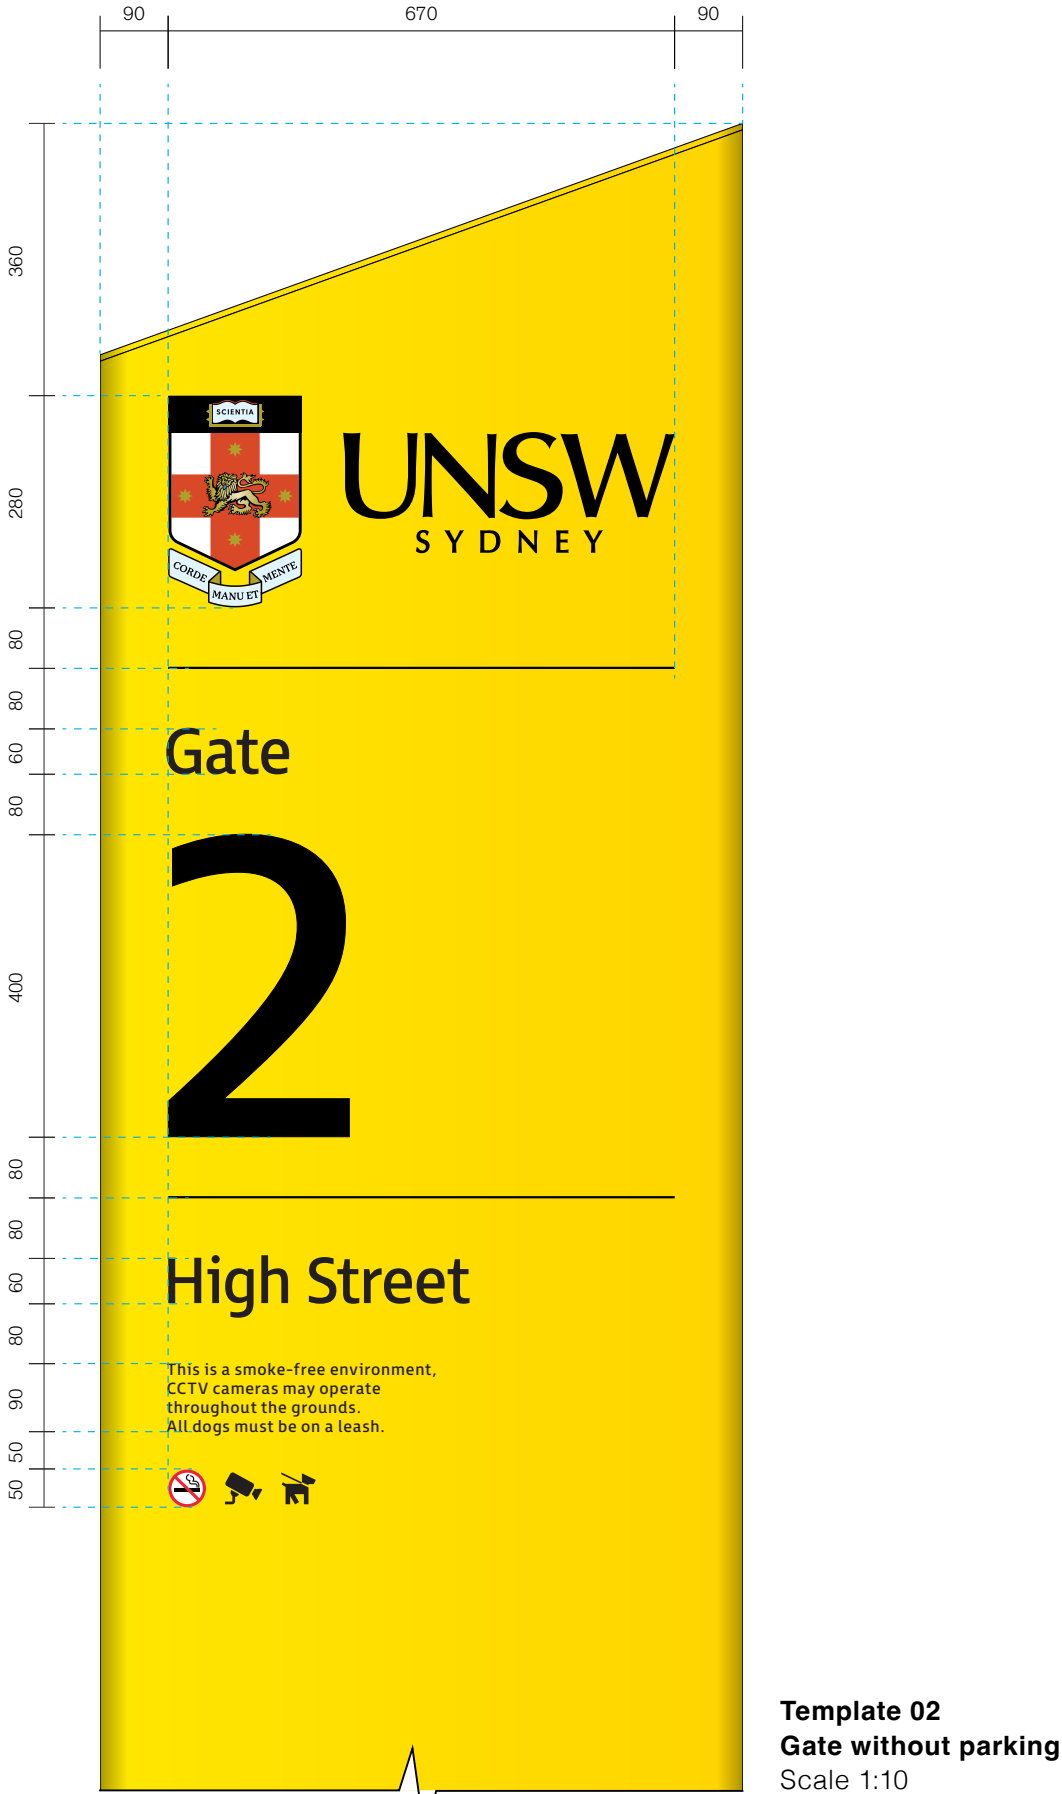 90 670 90
360
280
80
80
60
80
400
80
80
60
80
90
50
50
SCIENTIA
UNSW
SYDNEY
CORDE MANU ET MENTE
Gate
2
High Street
This is a smoke-free environment,
CCTV cameras may operate
throughout the grounds.
All dogs must be on a leash.
Template 02
Gate without parking
Scale 1:10